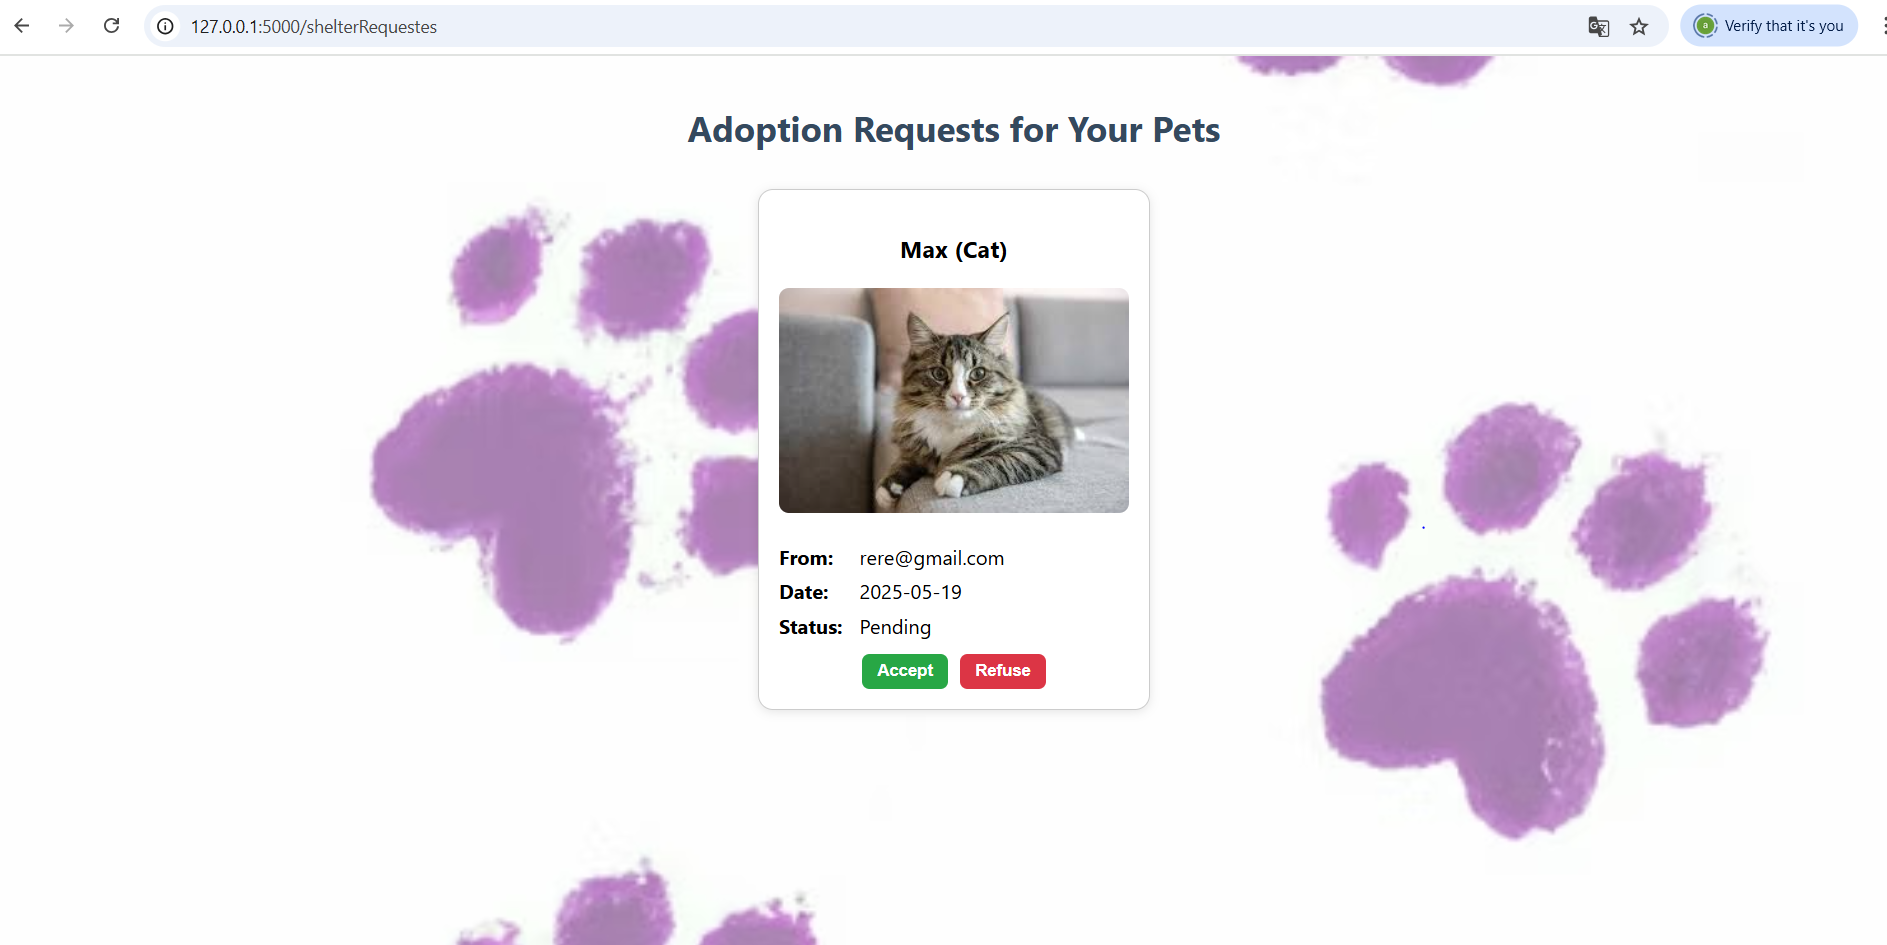 127.0.0.1:5000/shelterRequestes
Verify that it's you
Adoption Requests for Your Pets
Max (Cat)
From: rere@gmail.com
Date: 2025-05-19
Status: Pending
Accept Refuse